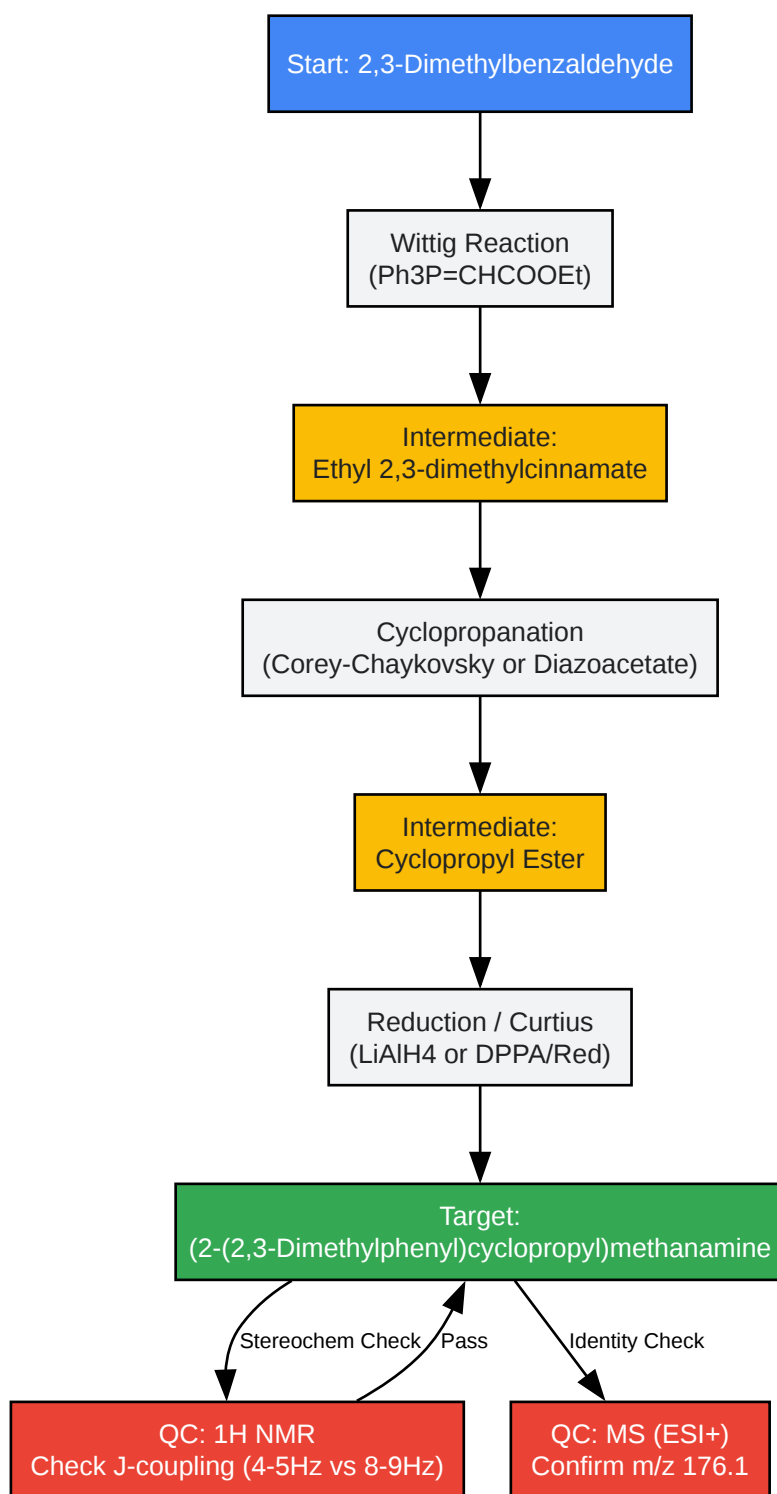 Start: 2,3-Dimethylbenzaldehyde
Wittig Reaction
(Ph3P=CHCOOEt)
Intermediate:
Ethyl 2,3-dimethylcinnamate
Cyclopropanation
(Corey-Chaykovsky or Diazoacetate)
Intermediate:
Cyclopropyl Ester
Reduction / Curtius
(LiAlH4 or DPPA/Red)
Target:
(2-(2,3-Dimethylphenyl)cyclopropyl)methanamine
Stereochem Check
Pass
Identity Check
QC: 1H NMR
Check J-coupling (4-5Hz vs 8-9Hz)
QC: MS (ESI+)
Confirm m/z 176.1